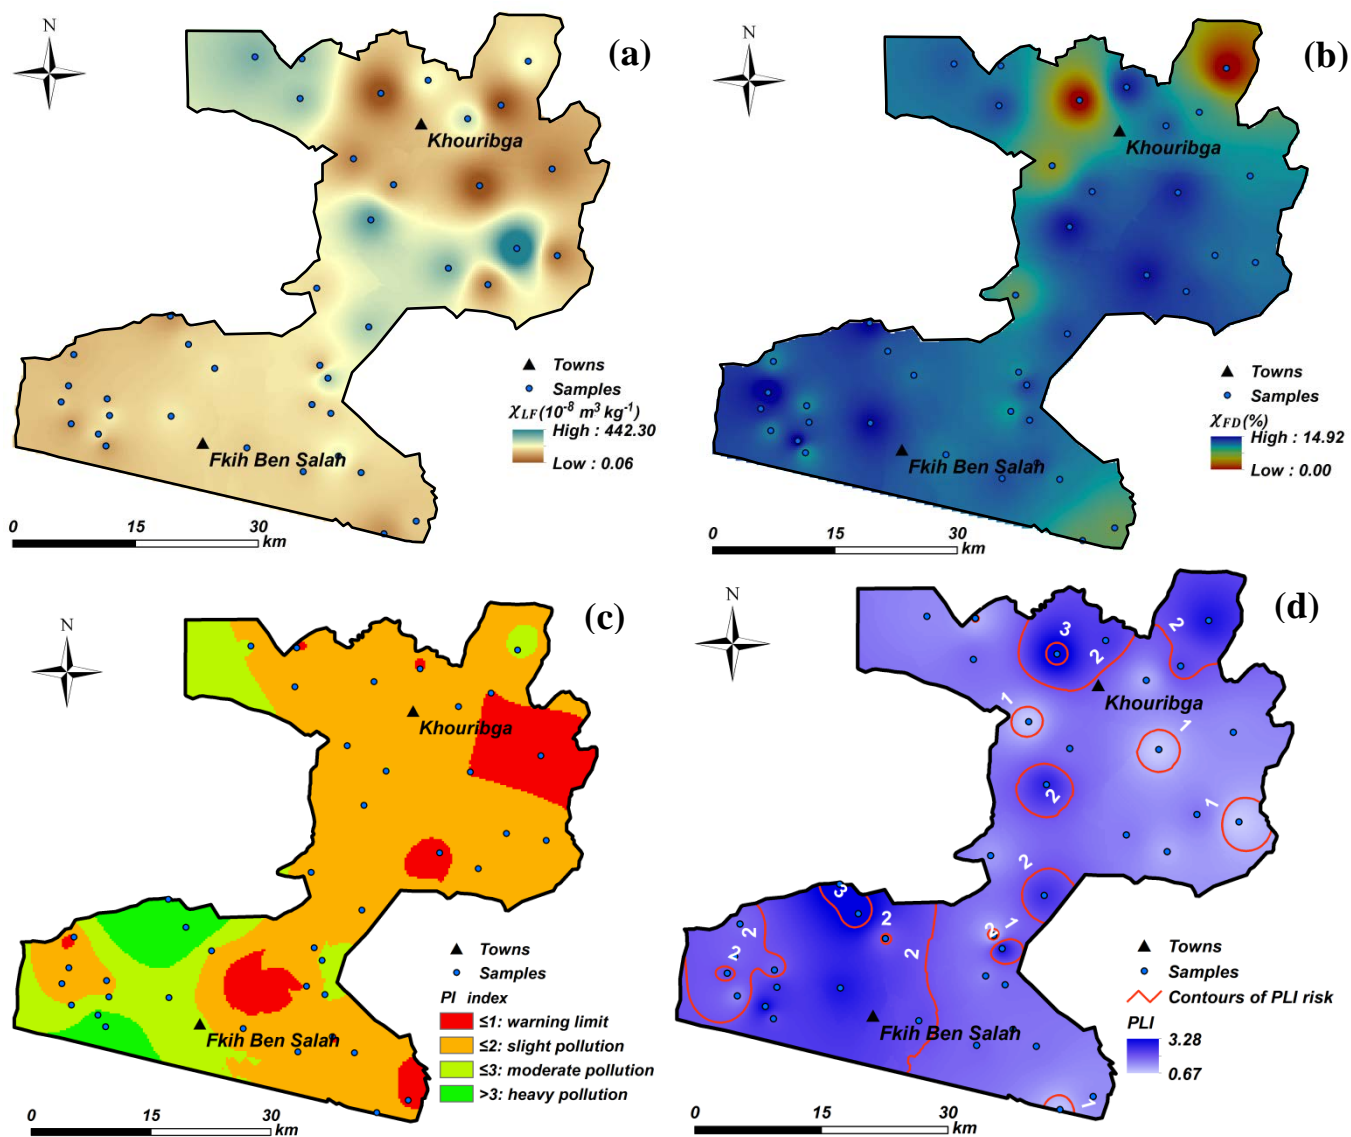 N
(a)
Khouribga
Towns
Samples
χLF (10-8 m3 kg-1)
High : 442.30
Low : 0.06
Fkih Ben Salah
0 15 30
km
N
(b)
Khouribga
Towns
Samples
χFD (%)
High : 14.92
Low : 0.00
Fkih Ben Salah
0 15 30
km
N
(c)
Khouribga
Towns
Samples
PI index
≤1: warning limit
≤2: slight pollution
≤3: moderate pollution
>3: heavy pollution
Fkih Ben Salah
0 15 30
km
N
(d)
3
2
2
Khouribga
1
1
2
1
2
3
2
2
2
2
2
1
1
Towns
Samples
Contours of PLI risk
PLI
3.28
0.67
Fkih Ben Salah
0 15 30
km